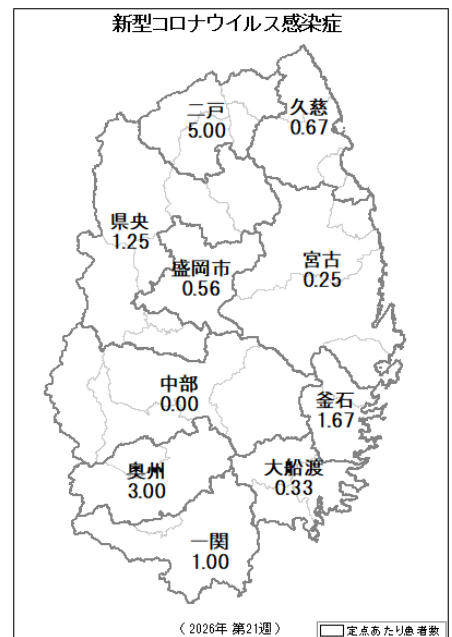 新型コロナウイルス感染症
二戸
5.00
久慈
0.67
県央
1.25
盛岡市
0.56
宮古
0.25
中部
0.00
釜石
1.67
奥州
3.00
大船渡
0.33
一関
1.00
（2026年 第21週）
定点あたり患者数